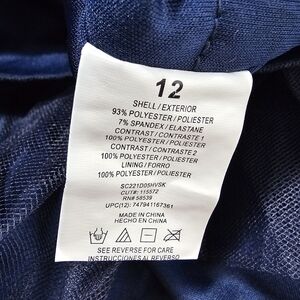 12
SHELL/EXTERIOR
93% POLYESTER/POLIESTER
7% SPANDEX/ELASTANE
CONTRAST/CONTRASTE 1
100% POLYESTER/POLIESTER
CONTRAST/CONTRASTE 2
100% POLYESTER/POLIESTER
LINING/FORRO
100% POLYESTER/POLIESTER
SC221D05HVSK
CUT#: 115572
RN# 58539
UPC(12): 747941167361
MADE IN CHINA
HECHO EN CHINA
SEE REVERSE FOR CARE
INSTRUCCIONES AL REVERSO